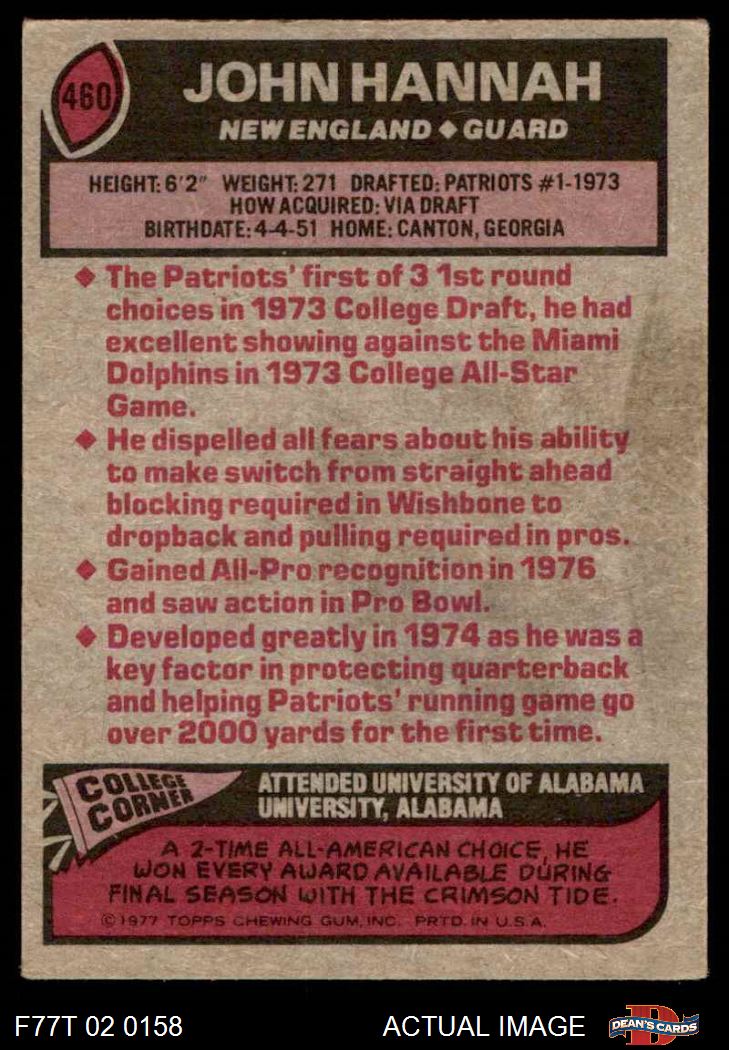 460
JOHN HANNAH
NEW ENGLAND ◆ GUARD
HEIGHT: 6'2" WEIGHT: 271 DRAFTED: PATRIOTS #1-1973
HOW ACQUIRED: VIA DRAFT
BIRTHDATE: 4-4-51 HOME: CANTON, GEORGIA
◆ The Patriots' first of 3 1st round
choices in 1973 College Draft, he had
excellent showing against the Miami
Dolphins in 1973 College All-Star
Game.
◆ He dispelled all fears about his ability
to make switch from straight ahead
blocking required in Wishbone to
dropback and pulling required in pros.
◆ Gained All-Pro recognition in 1976
and saw action in Pro Bowl.
◆ Developed greatly in 1974 as he was a
key factor in protecting quarterback
and helping Patriots' running game go
over 2000 yards for the first time.
COLLEGE
CORNER
ATTENDED UNIVERSITY OF ALABAMA
UNIVERSITY, ALABAMA
A 2-TIME ALL-AMERICAN CHOICE, HE
WON EVERY AWARD AVAILABLE DURING
FINAL SEASON WITH THE CRIMSON TIDE.
©1977 TOPPS CHEWING GUM, INC. PRTD. IN U.S.A.
F77T 02 0158
ACTUAL IMAGE
D
DEAN'S CARDS